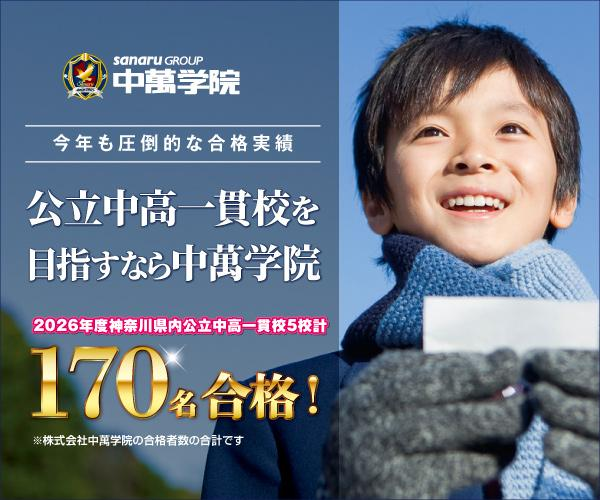 sanaru GROUP
中萬学院
今年も圧倒的な合格実績
公立中高一貫校を
目指すなら中萬学院
2026年度神奈川県内公立中高一貫校5校計
170名合格！
※株式会社中萬学院の合格者数の合計です